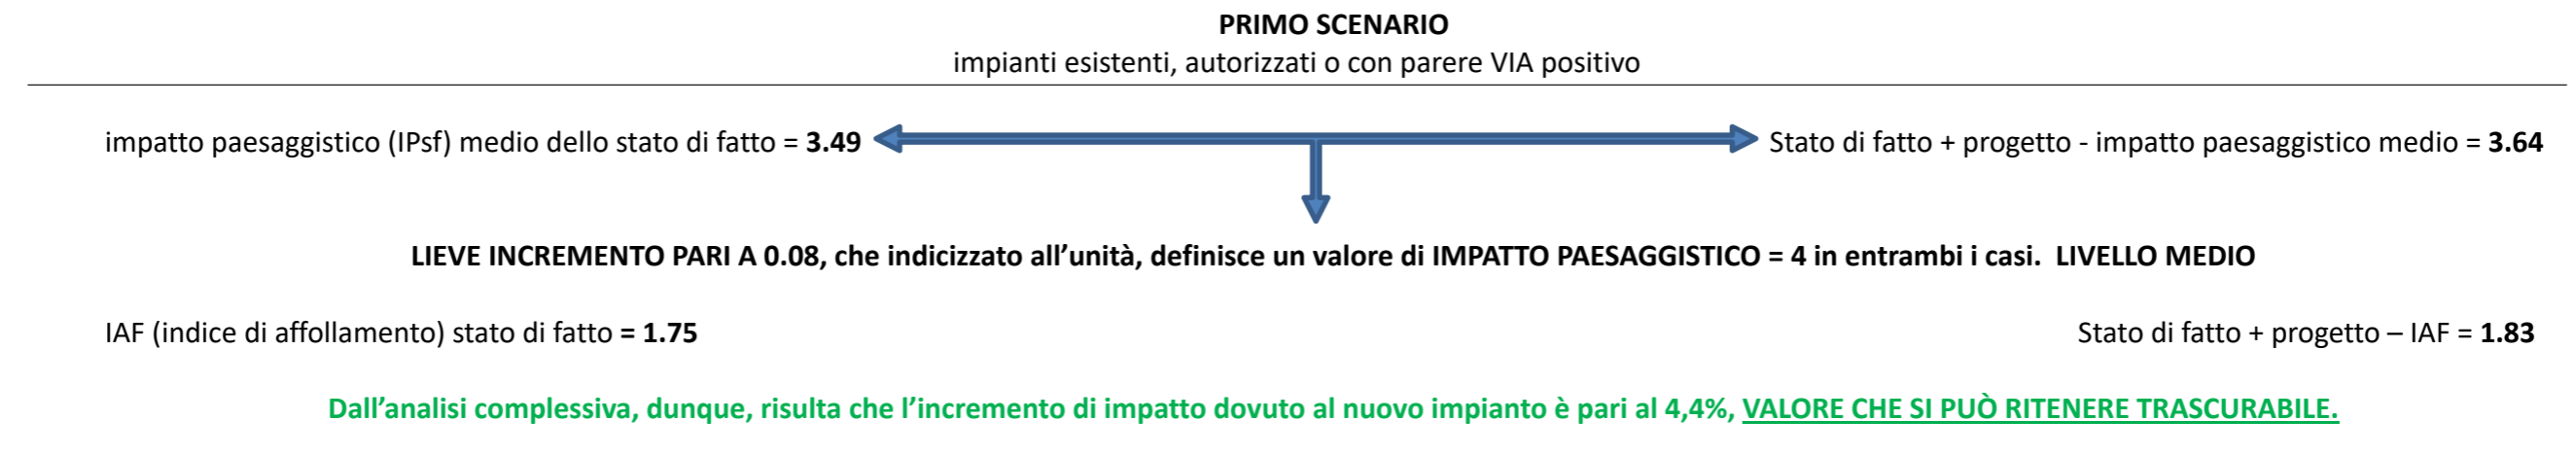 PRIMO SCENARIO
impianti esistenti, autorizzati o con parere VIA positivo
impatto paesaggistico (IPsf) medio dello stato di fatto = 3.49
Stato di fatto + progetto - impatto paesaggistico medio = 3.64
LIEVE INCREMENTO PARI A 0.08, che indicizzato all’unità, definisce un valore di IMPATTO PAESAGGISTICO = 4 in entrambi i casi. LIVELLO MEDIO
IAF (indice di affollamento) stato di fatto = 1.75
Stato di fatto + progetto – IAF = 1.83
Dall’analisi complessiva, dunque, risulta che l’incremento di impatto dovuto al nuovo impianto è pari al 4,4%, VALORE CHE SI PUÒ RITENERE TRASCURABILE.